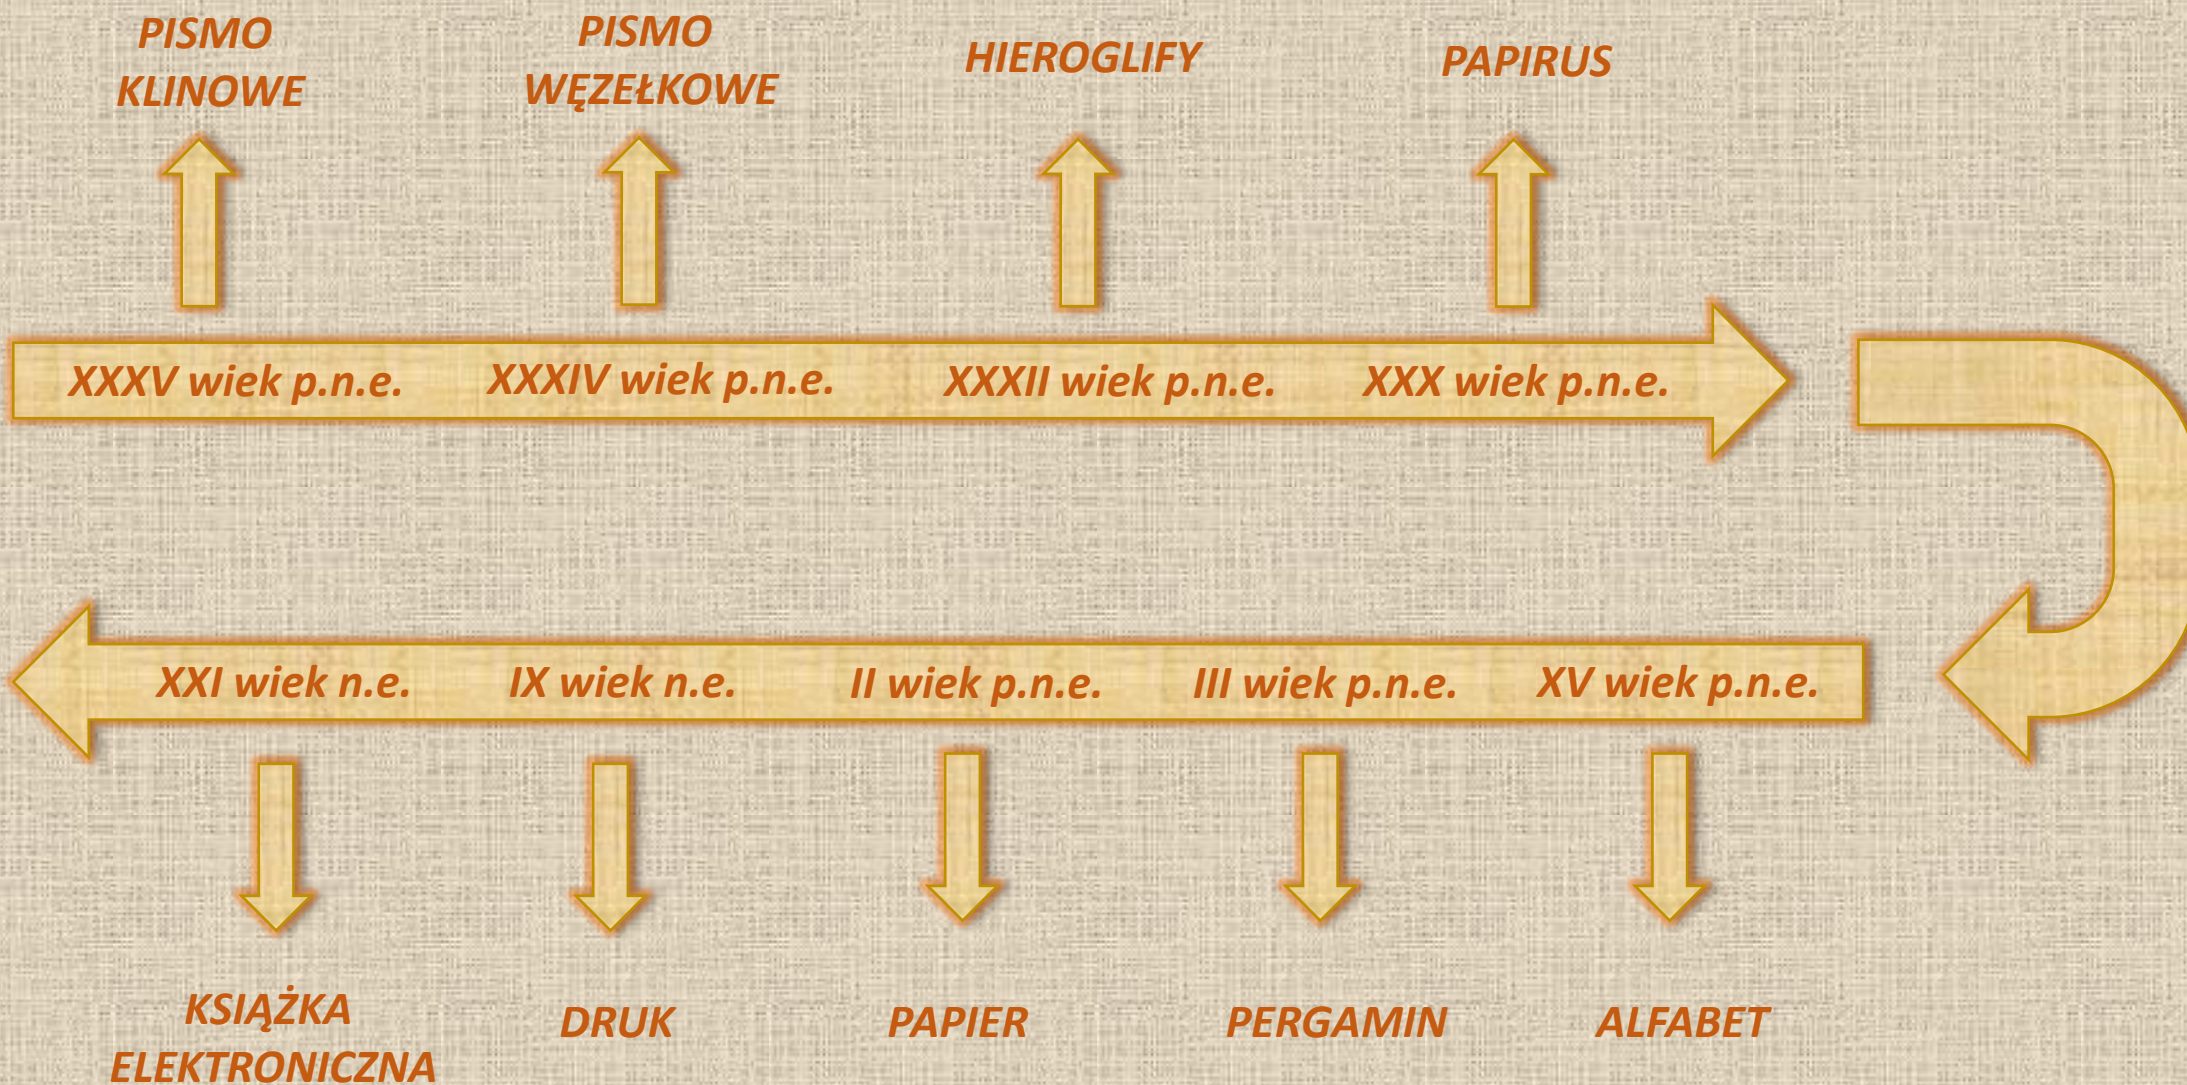 PISMO
KLINOWE
PISMO
WĘZEŁKOWE
HIEROGLIFY
PAPIRUS
XXXV wiek p.n.e.
XXXIV wiek p.n.e.
XXXII wiek p.n.e.
XXX wiek p.n.e.
XXI wiek n.e.
IX wiek n.e.
II wiek p.n.e.
III wiek p.n.e.
XV wiek p.n.e.
KSIĄŻKA
ELEKTRONICZNA
DRUK
PAPIER
PERGAMIN
ALFABET